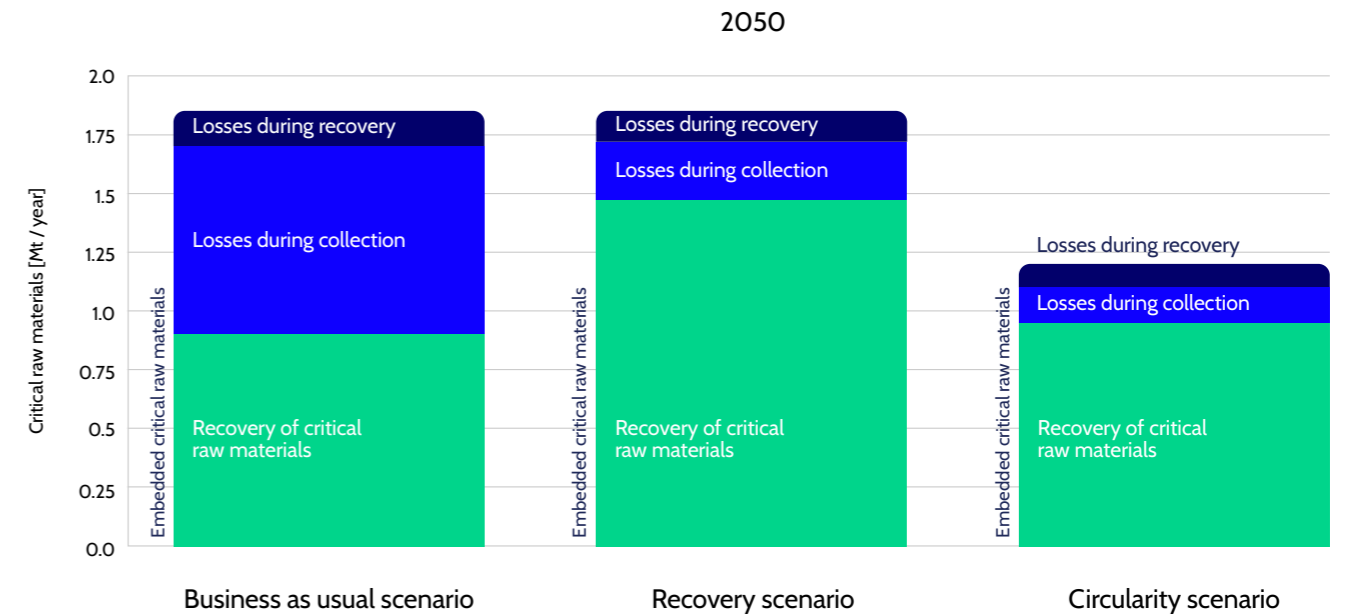 2050
Critical raw materials [Mt / year]
2.0
1.75
1.5
1.25
1.0
0.75
0.5
0.25
0.0
Embedded critical raw materials
Losses during recovery
Losses during collection
Recovery of critical
raw materials
Business as usual scenario
Embedded critical raw materials
Losses during recovery
Losses during collection
Recovery of critical
raw materials
Recovery scenario
Embedded critical raw materials
Losses during recovery
Losses during collection
Recovery of critical
raw materials
Circularity scenario